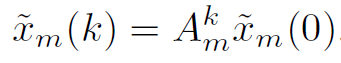 x̃ₘ(k) = Aₘᵏ x̃ₘ(0).